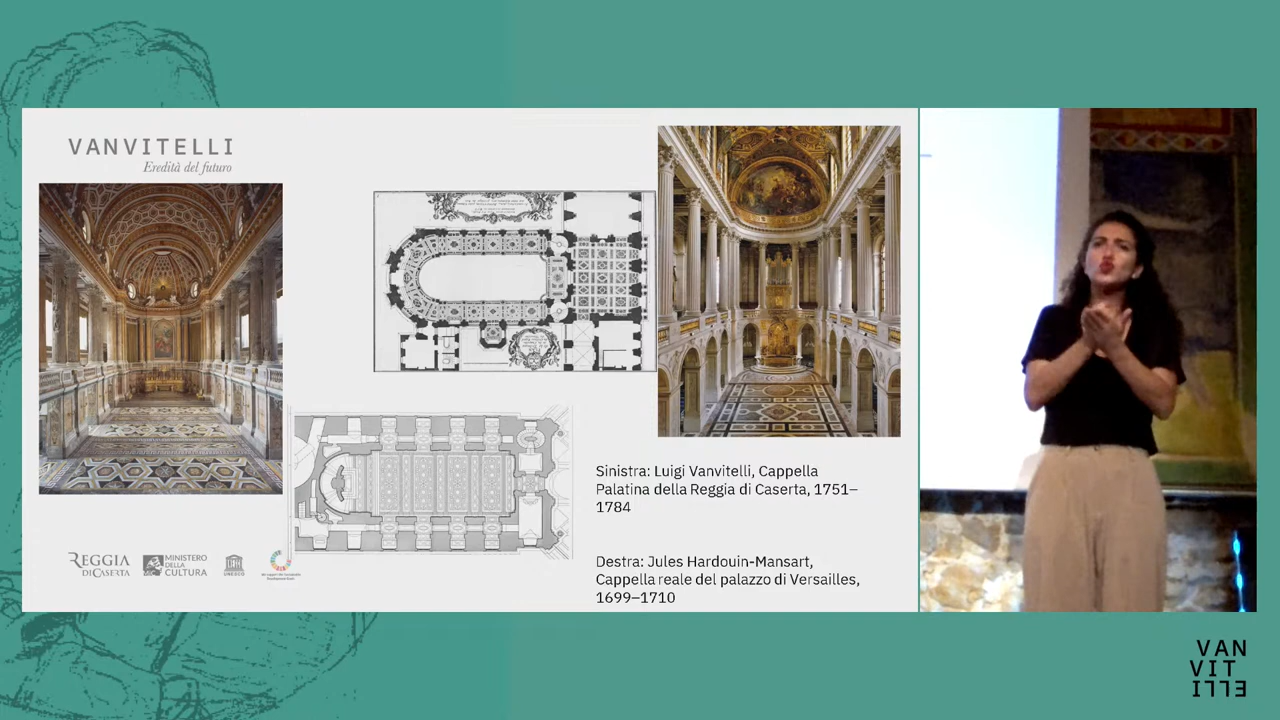 VANVITELLI
Eredità del futuro
Sinistra: Luigi Vanvitelli, Cappella
Palatina della Reggia di Caserta, 1751–
1784
Destra: Jules Hardouin-Mansart,
Cappella reale del palazzo di Versailles,
1699–1710
REGGIA
DI CASERTA
MINISTERO
DELLA
CULTURA
UNESCO
VAN
VIT
ELLI